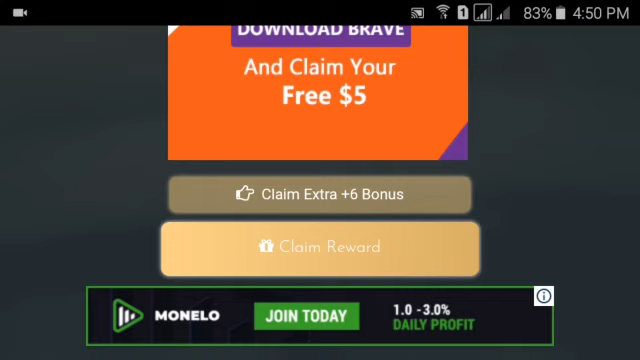 1 83% 4:50 PM
DOWNLOAD BRAVE
And Claim Your
Free $5
Claim Extra +6 Bonus
Claim Reward
MONELO
JOIN TODAY
1.0 -3.0%
DAILY PROFIT